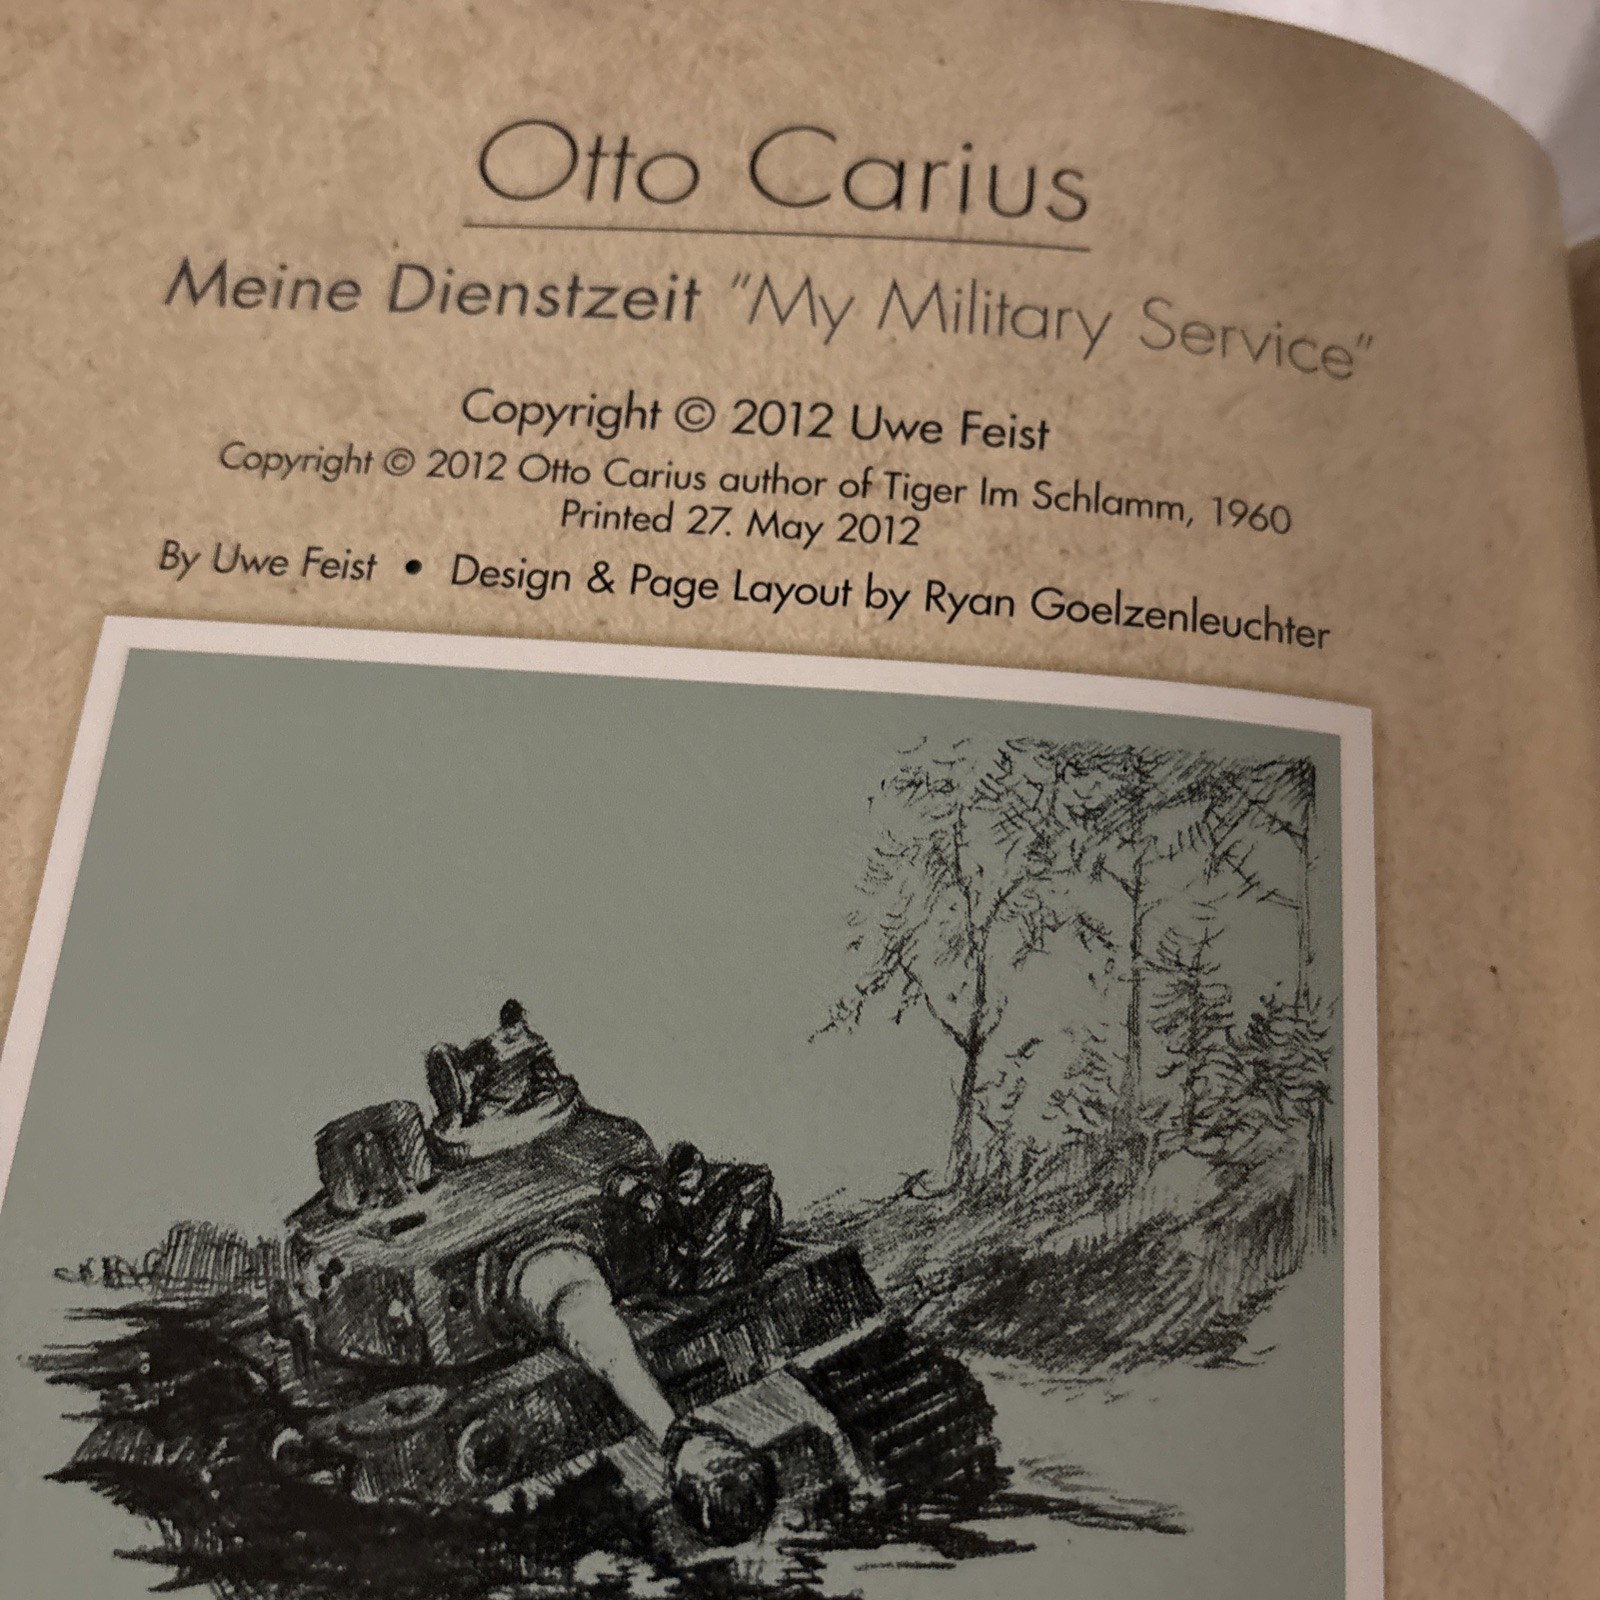 Otto Carius
Meine Dienstzeit "My Military Service"
Copyright © 2012 Uwe Feist
Copyright © 2012 Otto Carius author of Tiger Im Schlamm, 1960
Printed 27. May 2012
By Uwe Feist • Design & Page Layout by Ryan Goelzenleuchter